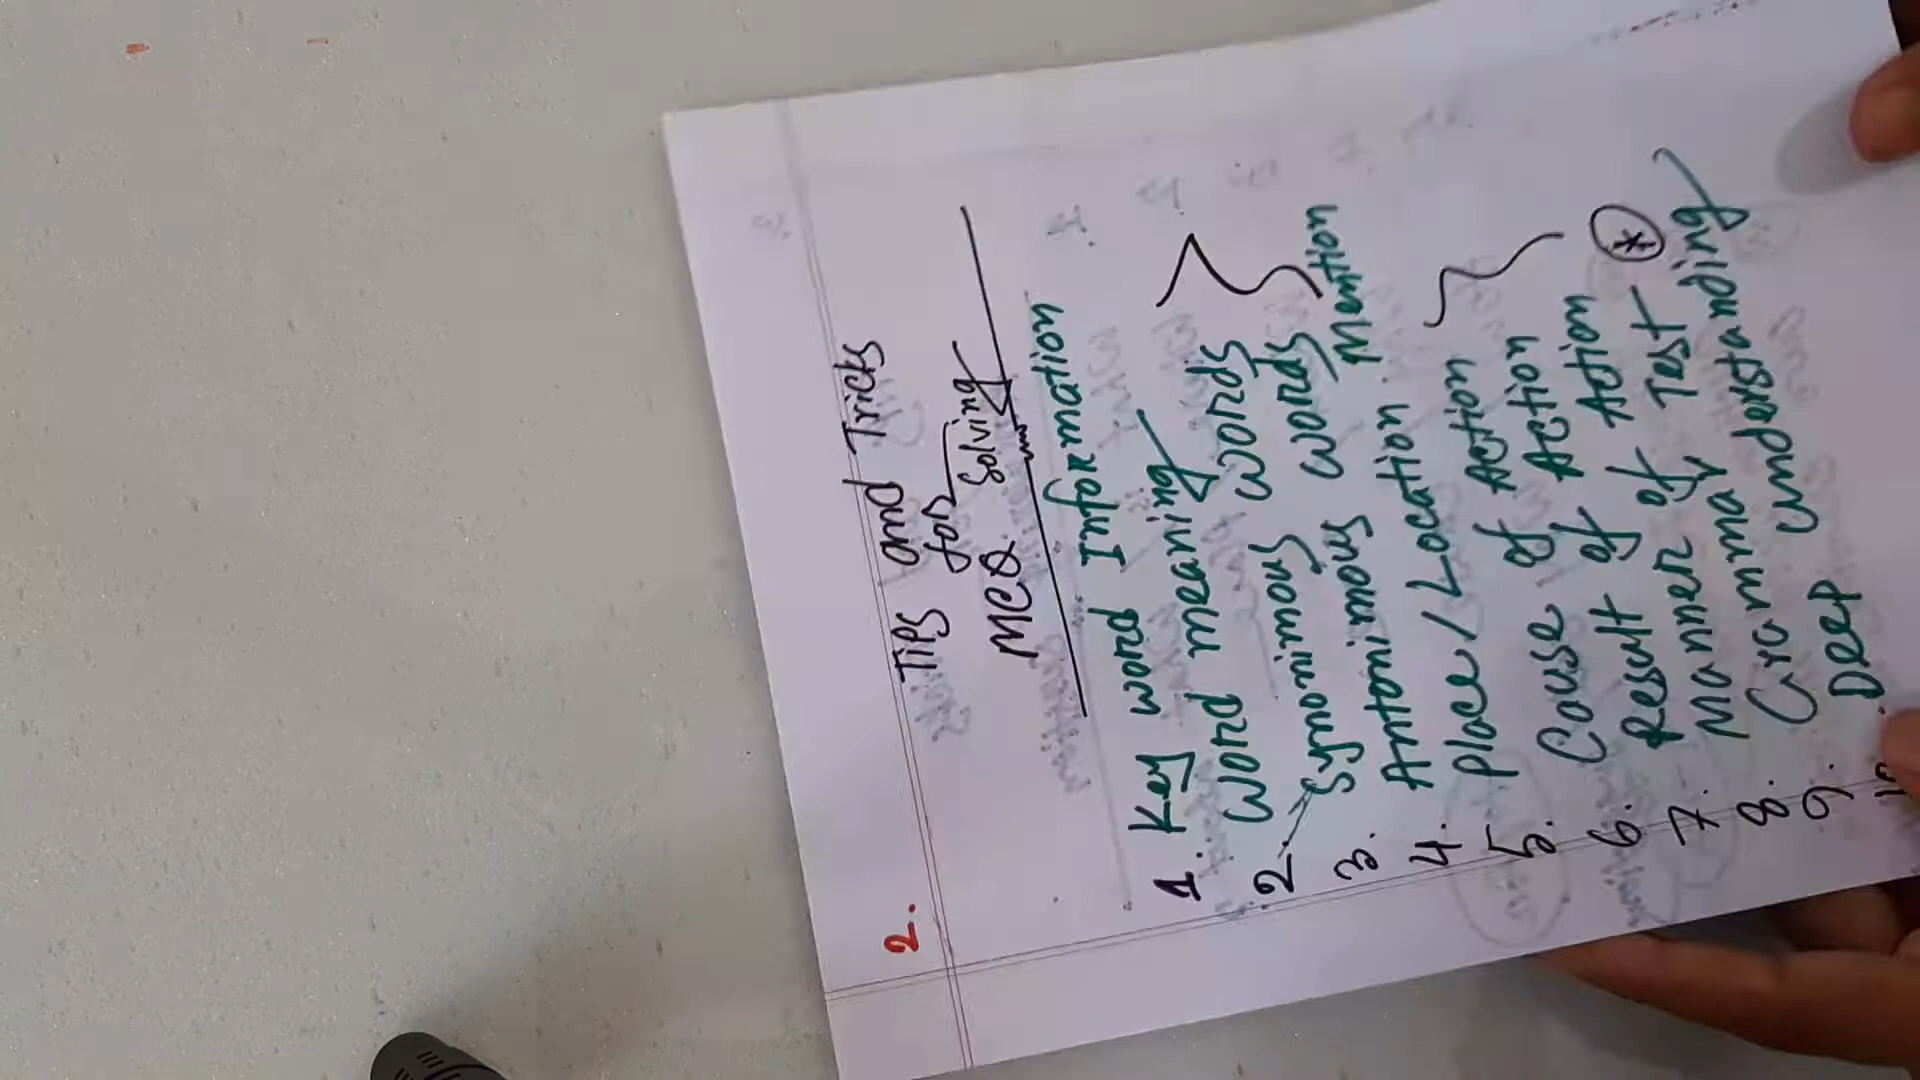 2.
Tips and Tricks
for
MCQ Solving
1. Key word Information
Word meaning
2. Synonimous words
3. Antonimous words
4. Place/Location Mention
5. Cause of Action
6. Result of Action
7. Manner of Action
8. Grammar Test *
9. Deep understanding
10.